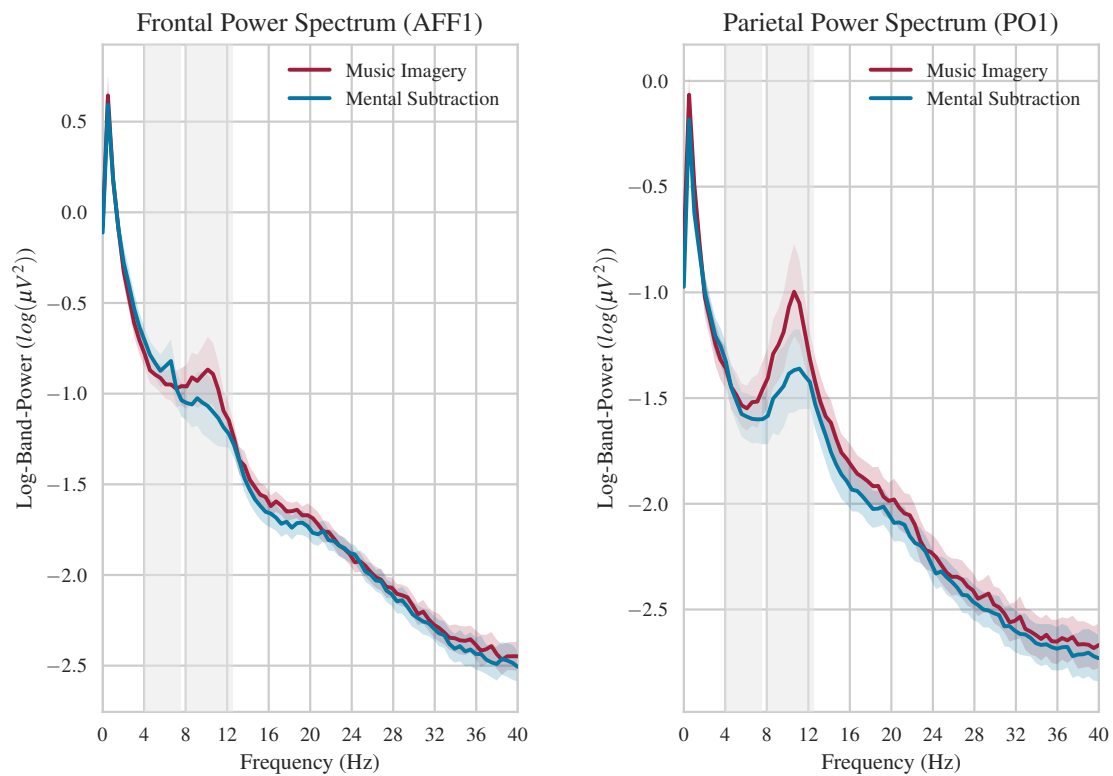 Frontal Power Spectrum (AFF1)
Music Imagery
Mental Subtraction
0.5
0.0
−0.5
−1.0
−1.5
−2.0
−2.5
Log-Band-Power (log(μV²))
0 4 8 12 16 20 24 28 32 36 40
Frequency (Hz)
Parietal Power Spectrum (PO1)
Music Imagery
Mental Subtraction
0.0
−0.5
−1.0
−1.5
−2.0
−2.5
Log-Band-Power (log(μV²))
0 4 8 12 16 20 24 28 32 36 40
Frequency (Hz)